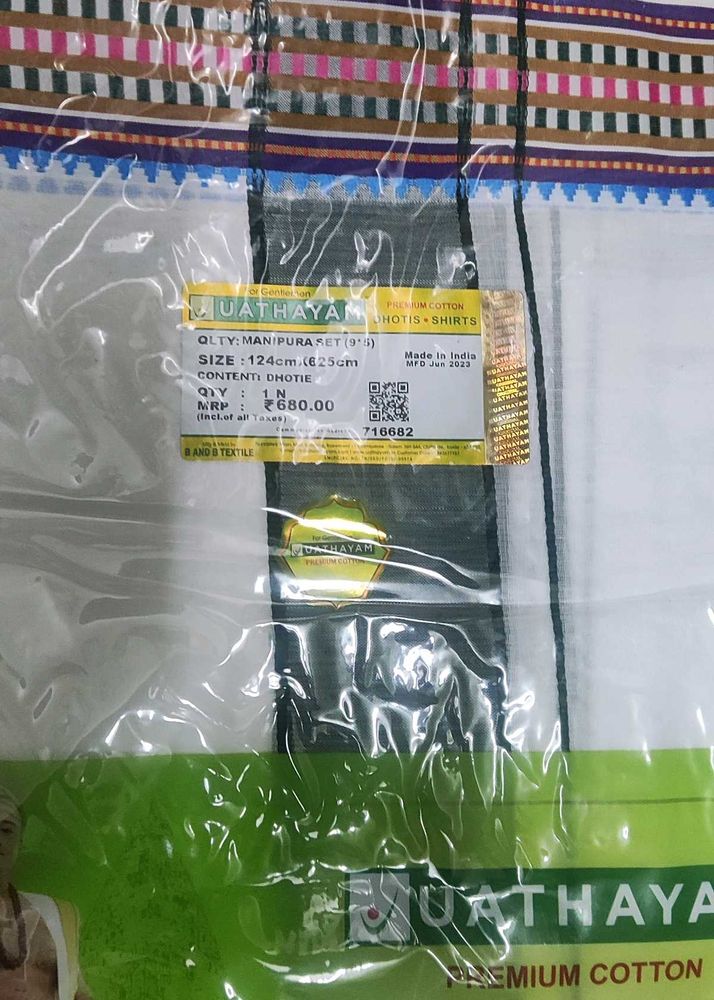 For Gentlemen
UATHAYAM
PREMIUM COTTON
DHOTIS • SHIRTS
QLTY: MANIPURA SET (9*5)
SIZE : 124cm X 625cm
Made in India
MFD Jun 2023
CONTENT: DHOTIE
QTY : 1 N
MRP : ₹680.00
(Incl.of all Taxes)
716682
B AND B TEXTILE
UATHAYAM
For Gentlemen
UATHAYAM
PREMIUM COTTON
UATHAYA
PREMIUM COTTON